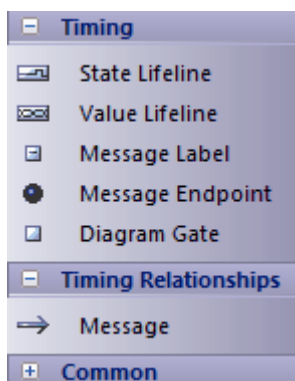 Timing
State Lifeline
Value Lifeline
Message Label
Message Endpoint
Diagram Gate
Timing Relationships
Message
Common